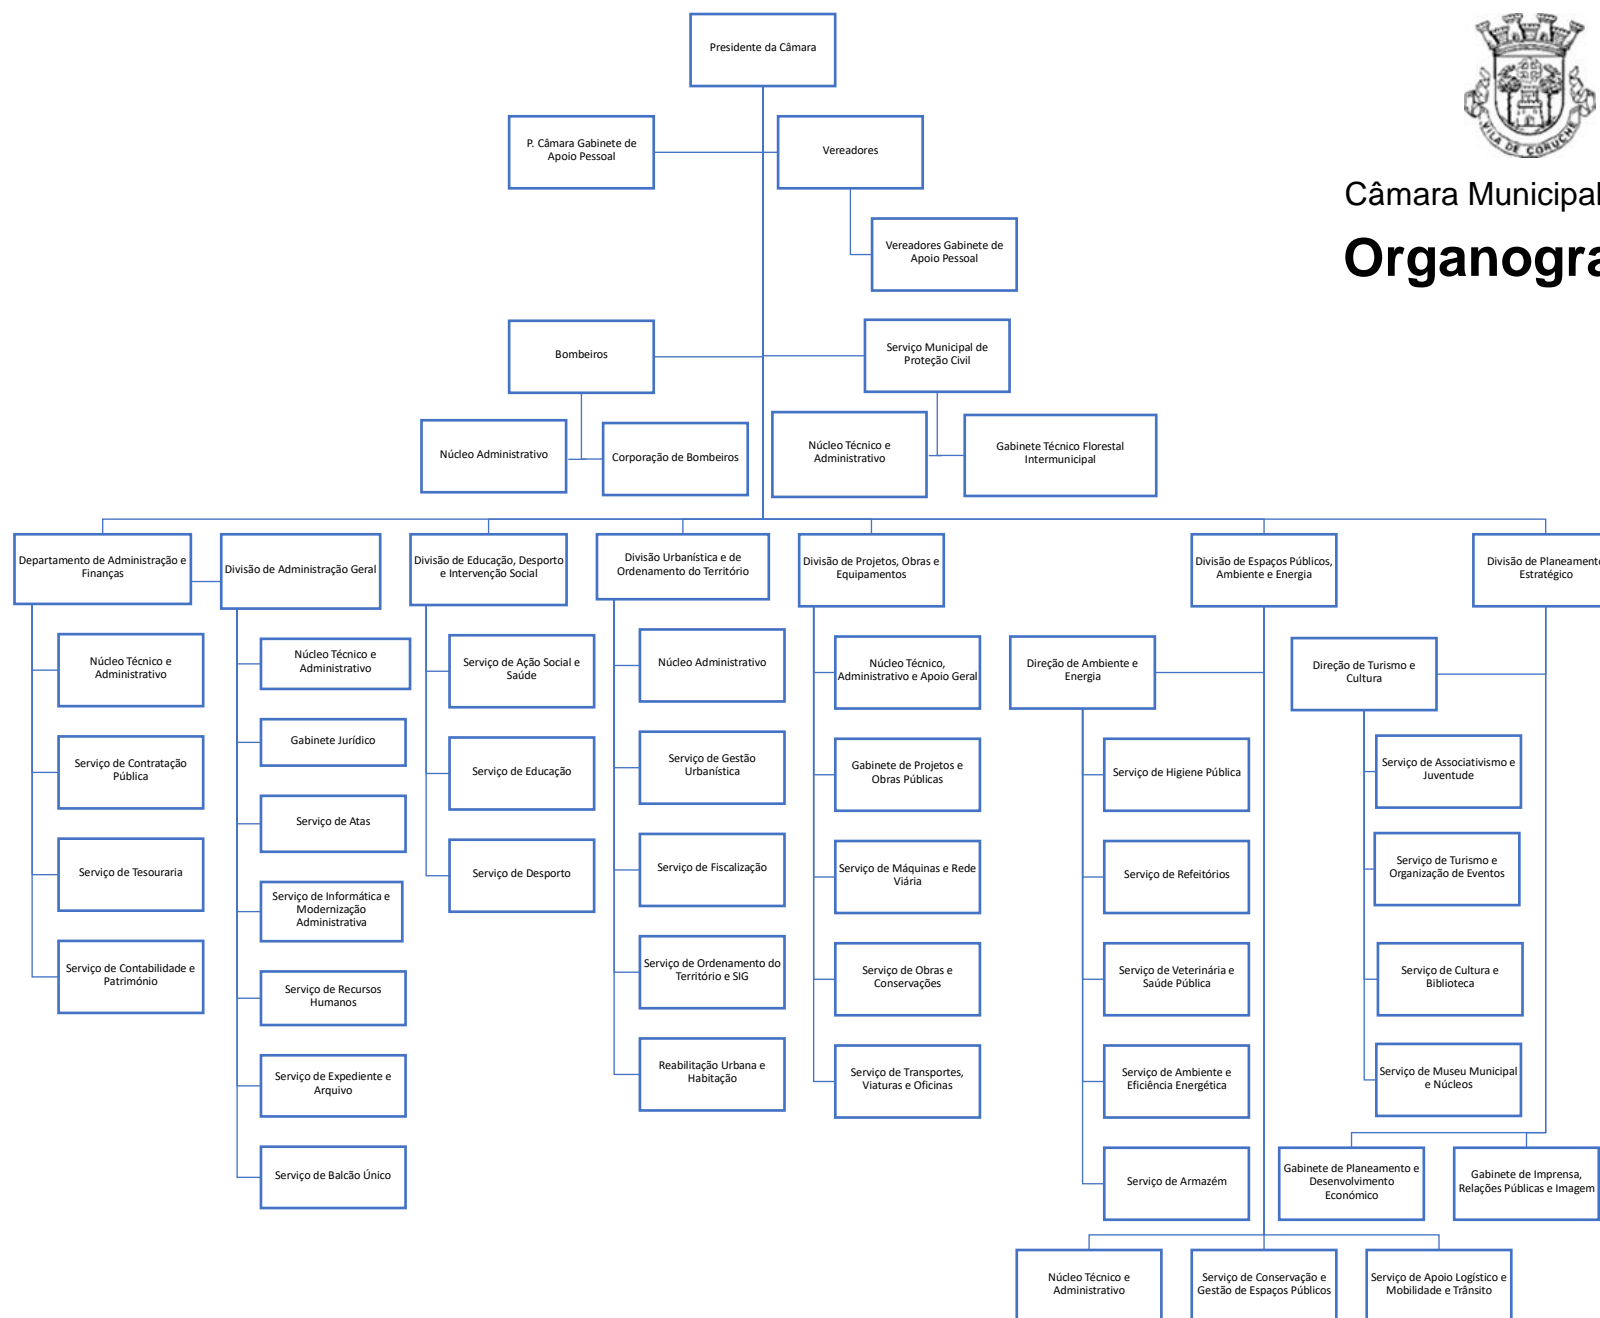 Presidente da Câmara
VILA DE CORUCHE
P. Câmara Gabinete de
Apoio Pessoal
Vereadores
Câmara Municipal
Vereadores Gabinete de
Apoio Pessoal
Organogra
Bombeiros
Serviço Municipal de
Proteção Civil
Núcleo Administrativo
Corporação de Bombeiros
Núcleo Técnico e
Administrativo
Gabinete Técnico Florestal
Intermunicipal
Departamento de Administração e
Finanças
Divisão de Administração Geral
Divisão de Educação, Desporto
e Intervenção Social
Divisão Urbanística e de
Ordenamento do Território
Divisão de Projetos, Obras e
Equipamentos
Divisão de Espaços Públicos,
Ambiente e Energia
Divisão de Planeamento
Estratégico
Núcleo Técnico e
Administrativo
Serviço de Contratação
Pública
Serviço de Tesouraria
Serviço de Contabilidade e
Património
Núcleo Técnico e
Administrativo
Gabinete Jurídico
Serviço de Atas
Serviço de Informática e
Modernização
Administrativa
Serviço de Recursos
Humanos
Serviço de Expediente e
Arquivo
Serviço de Balcão Único
Serviço de Ação Social e
Saúde
Serviço de Educação
Serviço de Desporto
Núcleo Administrativo
Serviço de Gestão
Urbanística
Serviço de Fiscalização
Serviço de Ordenamento do
Território e SIG
Reabilitação Urbana e
Habitação
Núcleo Técnico,
Administrativo e Apoio Geral
Gabinete de Projetos e
Obras Públicas
Serviço de Máquinas e Rede
Viária
Serviço de Obras e
Conservações
Serviço de Transportes,
Viaturas e Oficinas
Direção de Ambiente e
Energia
Serviço de Higiene Pública
Serviço de Refeitórios
Serviço de Veterinária e
Saúde Pública
Serviço de Ambiente e
Eficiência Energética
Serviço de Armazém
Direção de Turismo e
Cultura
Serviço de Associativismo e
Juventude
Serviço de Turismo e
Organização de Eventos
Serviço de Cultura e
Biblioteca
Serviço de Museu Municipal
e Núcleos
Gabinete de Planeamento e
Desenvolvimento
Económico
Gabinete de Imprensa,
Relações Públicas e Imagem
Núcleo Técnico e
Administrativo
Serviço de Conservação e
Gestão de Espaços Públicos
Serviço de Apoio Logístico e
Mobilidade e Trânsito